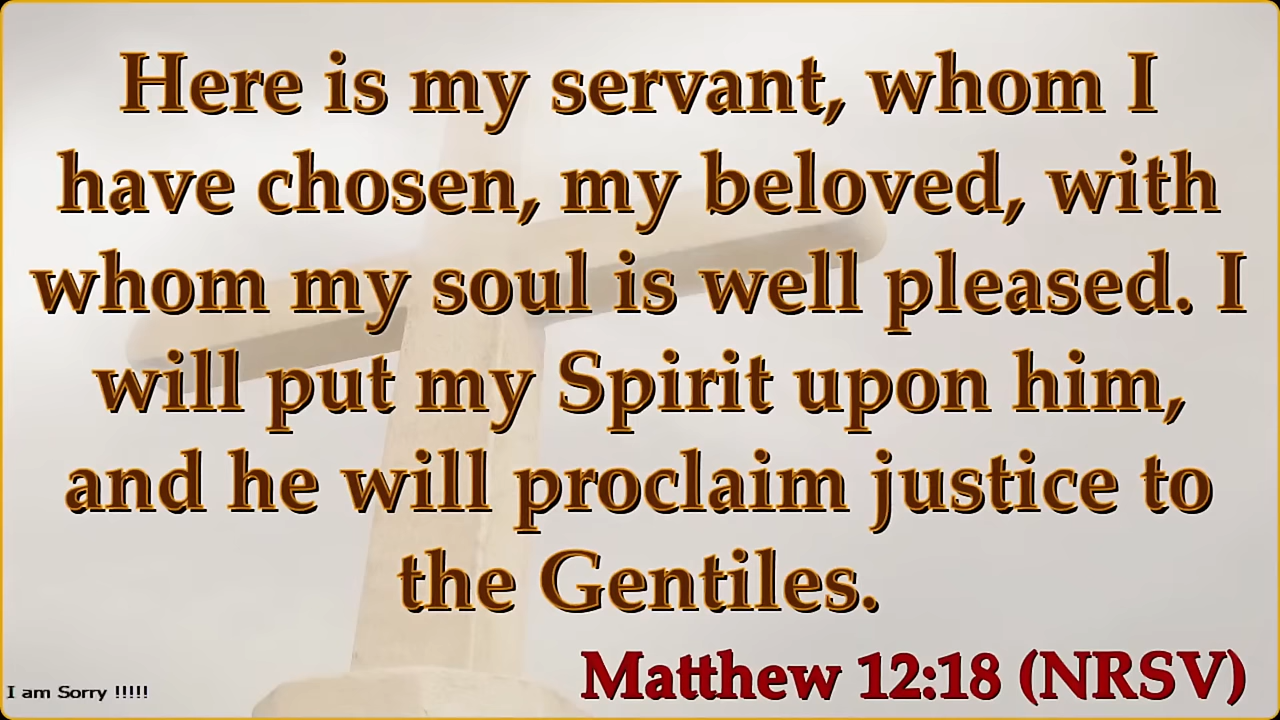 Here is my servant, whom I
have chosen, my beloved, with
whom my soul is well pleased. I
will put my Spirit upon him,
and he will proclaim justice to
the Gentiles.
Matthew 12:18 (NRSV)
I am Sorry !!!!!